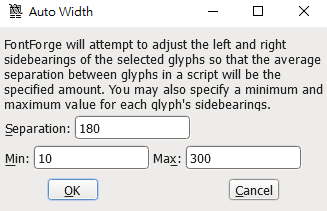 Auto Width
FontForge will attempt to adjust the left and right
sidebearings of the selected glyphs so that the average
separation between glyphs in a script will be the
specified amount. You may also specify a minimum and
maximum value for each glyph's sidebearings.
Separation: 180
Min: 10 Max: 300
OK Cancel